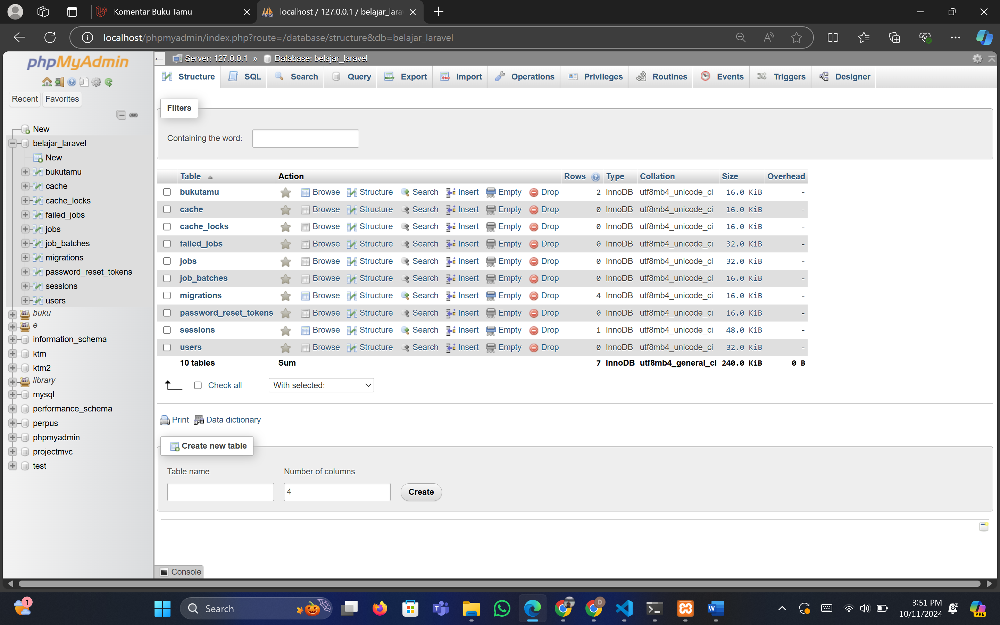 Komentar Buku Tamu
localhost / 127.0.0.1 / belajar_lara
localhost/phpmyadmin/index.php?route=/database/structure&db=belajar_laravel
phpMyAdmin
Recent Favorites
New
belajar_laravel
New
bukutamu
cache
cache_locks
failed_jobs
jobs
job_batches
migrations
password_reset_tokens
sessions
users
buku
e
information_schema
ktm
ktm2
library
mysql
performance_schema
perpus
phpmyadmin
projectmvc
test
Server: 127.0.0.1 » Database: belajar_laravel
Structure SQL Search Query Export Import Operations Privileges Routines Events Triggers Designer
Filters
Containing the word:
Table Action Rows Type Collation Size Overhead
bukutamu Browse Structure Search Insert Empty Drop 2 InnoDB utf8mb4_unicode_ci 16.0 KiB -
cache Browse Structure Search Insert Empty Drop 0 InnoDB utf8mb4_unicode_ci 16.0 KiB -
cache_locks Browse Structure Search Insert Empty Drop 0 InnoDB utf8mb4_unicode_ci 16.0 KiB -
failed_jobs Browse Structure Search Insert Empty Drop 0 InnoDB utf8mb4_unicode_ci 32.0 KiB -
jobs Browse Structure Search Insert Empty Drop 0 InnoDB utf8mb4_unicode_ci 32.0 KiB -
job_batches Browse Structure Search Insert Empty Drop 0 InnoDB utf8mb4_unicode_ci 16.0 KiB -
migrations Browse Structure Search Insert Empty Drop 4 InnoDB utf8mb4_unicode_ci 16.0 KiB -
password_reset_tokens Browse Structure Search Insert Empty Drop 0 InnoDB utf8mb4_unicode_ci 16.0 KiB -
sessions Browse Structure Search Insert Empty Drop 1 InnoDB utf8mb4_unicode_ci 48.0 KiB -
users Browse Structure Search Insert Empty Drop 0 InnoDB utf8mb4_unicode_ci 32.0 KiB -
10 tables Sum 7 InnoDB utf8mb4_general_ci 240.0 KiB 0 B
Check all With selected:
Print Data dictionary
Create new table
Table name Number of columns
4 Create
Console
1
Search
3:51 PM
10/11/2024
PRE